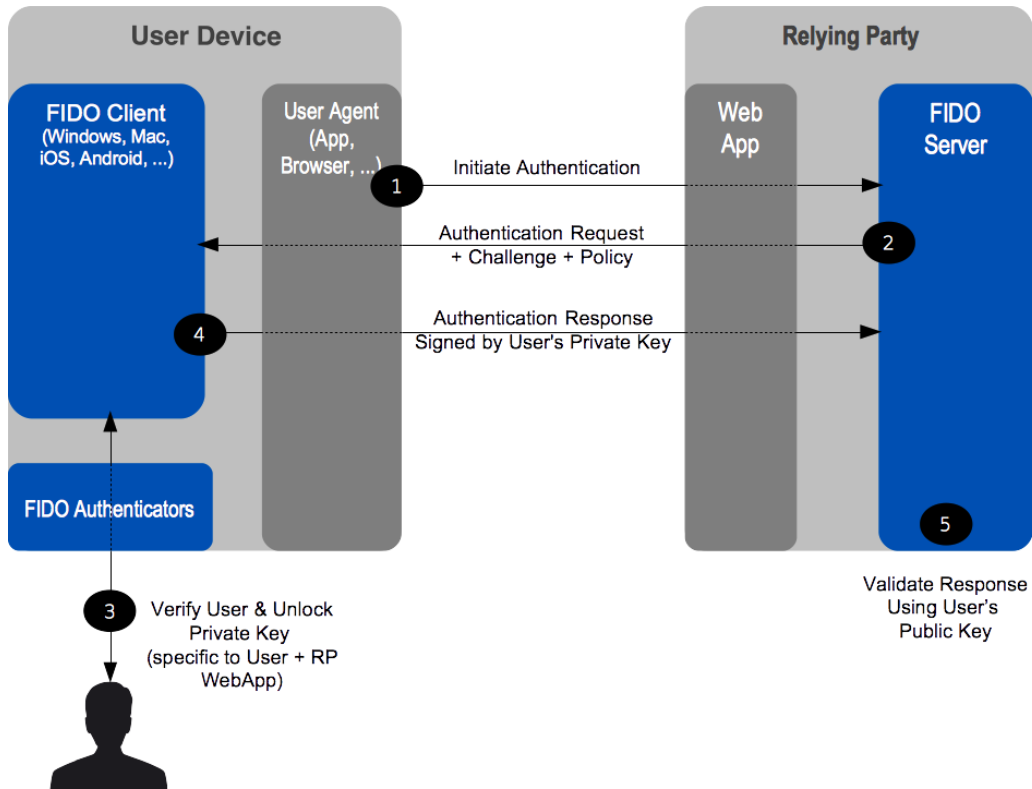 User Device
Relying Party
FIDO Client
(Windows, Mac,
iOS, Android, ...)
User Agent
(App,
Browser, ...)
Web
App
FIDO
Server
1
Initiate Authentication
2
Authentication Request
+ Challenge + Policy
4
Authentication Response
Signed by User's Private Key
FIDO Authenticators
5
3
Verify User & Unlock
Private Key
(specific to User + RP
WebApp)
Validate Response
Using User’s
Public Key